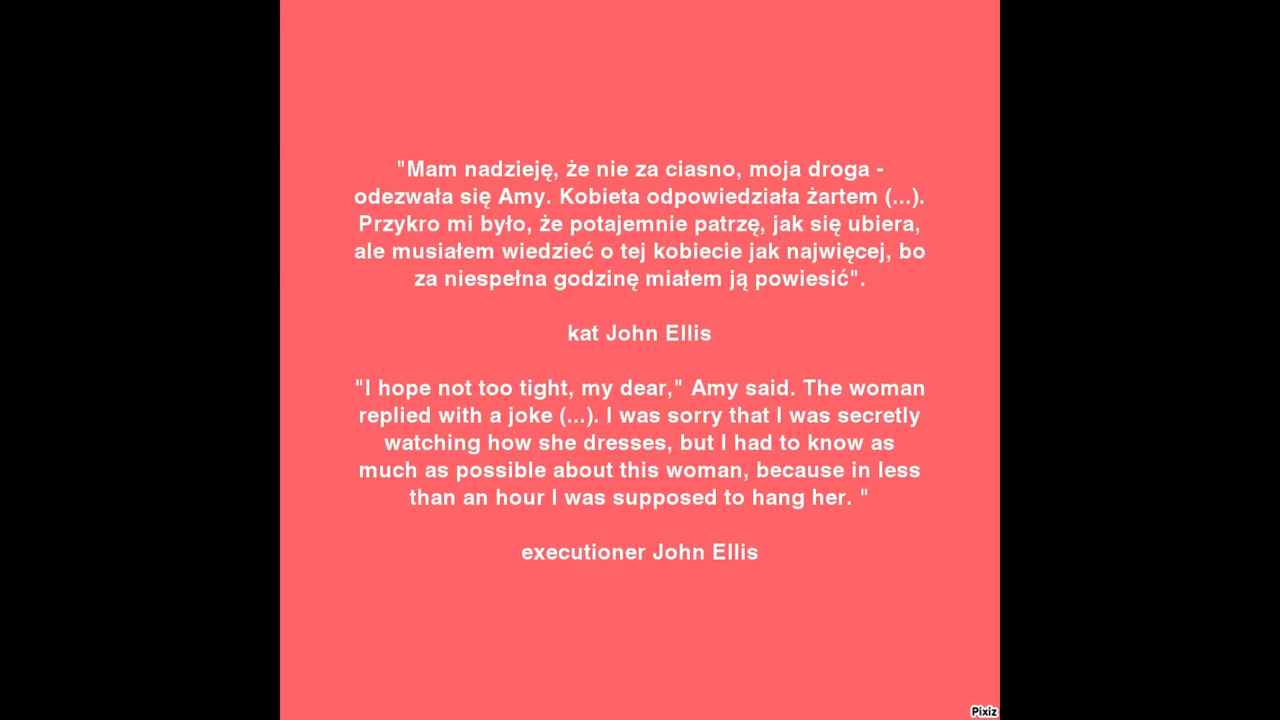 "Mam nadzieję, że nie za ciasno, moja droga -
odezwała się Amy. Kobieta odpowiedziała żartem (...).
Przykro mi było, że potajemnie patrzę, jak się ubiera,
ale musiałem wiedzieć o tej kobiecie jak najwięcej, bo
za niespełna godzinę miałem ją powiesić".
kat John Ellis
"I hope not too tight, my dear," Amy said. The woman
replied with a joke (...). I was sorry that I was secretly
watching how she dresses, but I had to know as
much as possible about this woman, because in less
than an hour I was supposed to hang her. "
executioner John Ellis
Pixiz